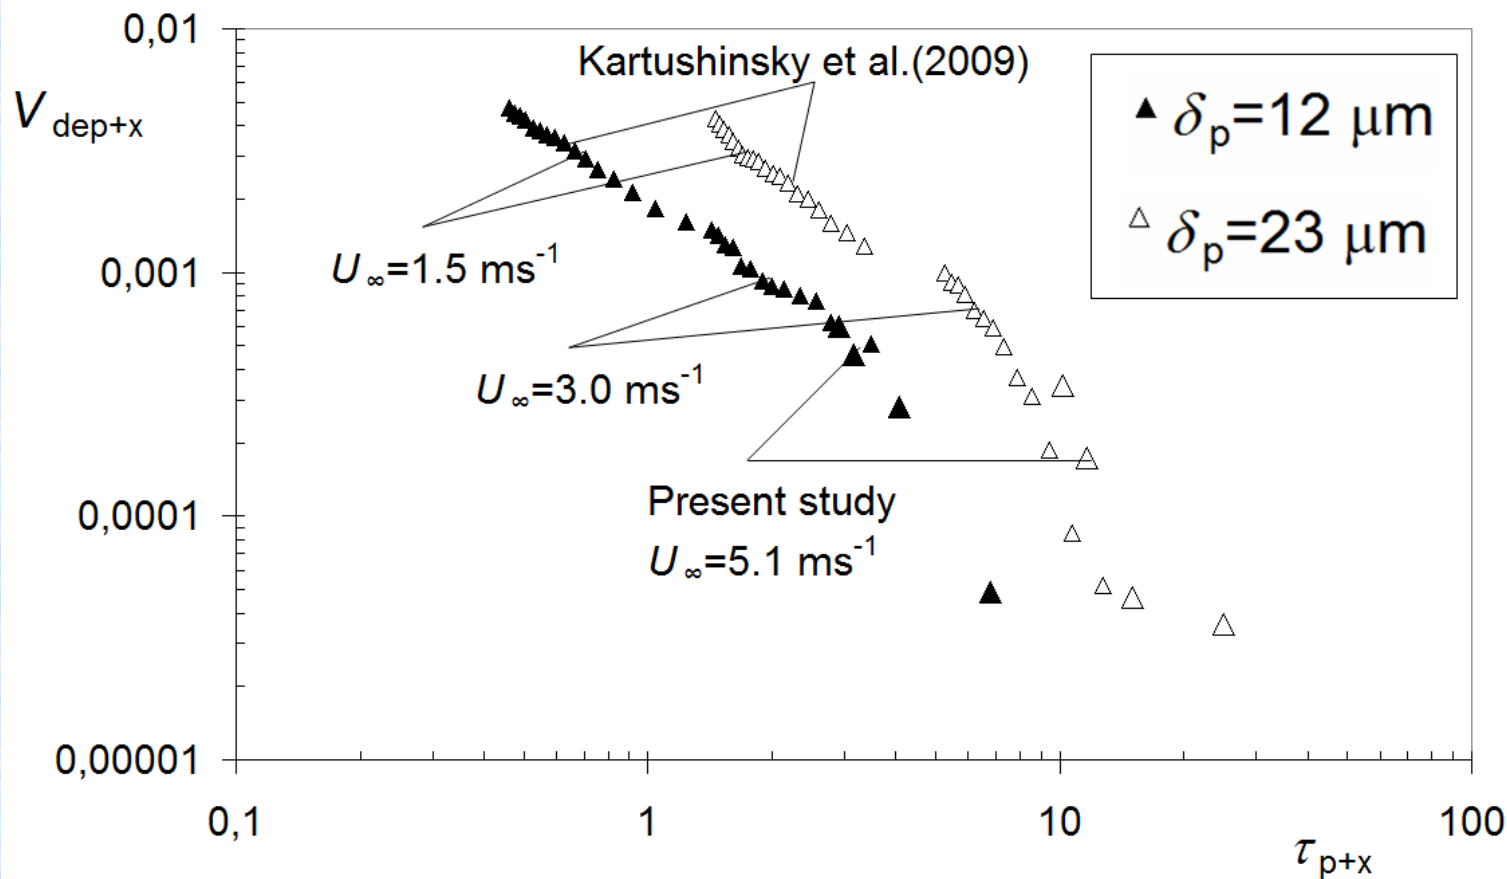 0,01
Kartushinsky et al.(2009)
V dep+x
▲ δp=12 μm
△ δp=23 μm
0,001
U∞=1.5 ms-1
U∞=3.0 ms-1
Present study
0,0001
U∞=5.1 ms-1
0,00001
0,1 1 10 100
τp+x